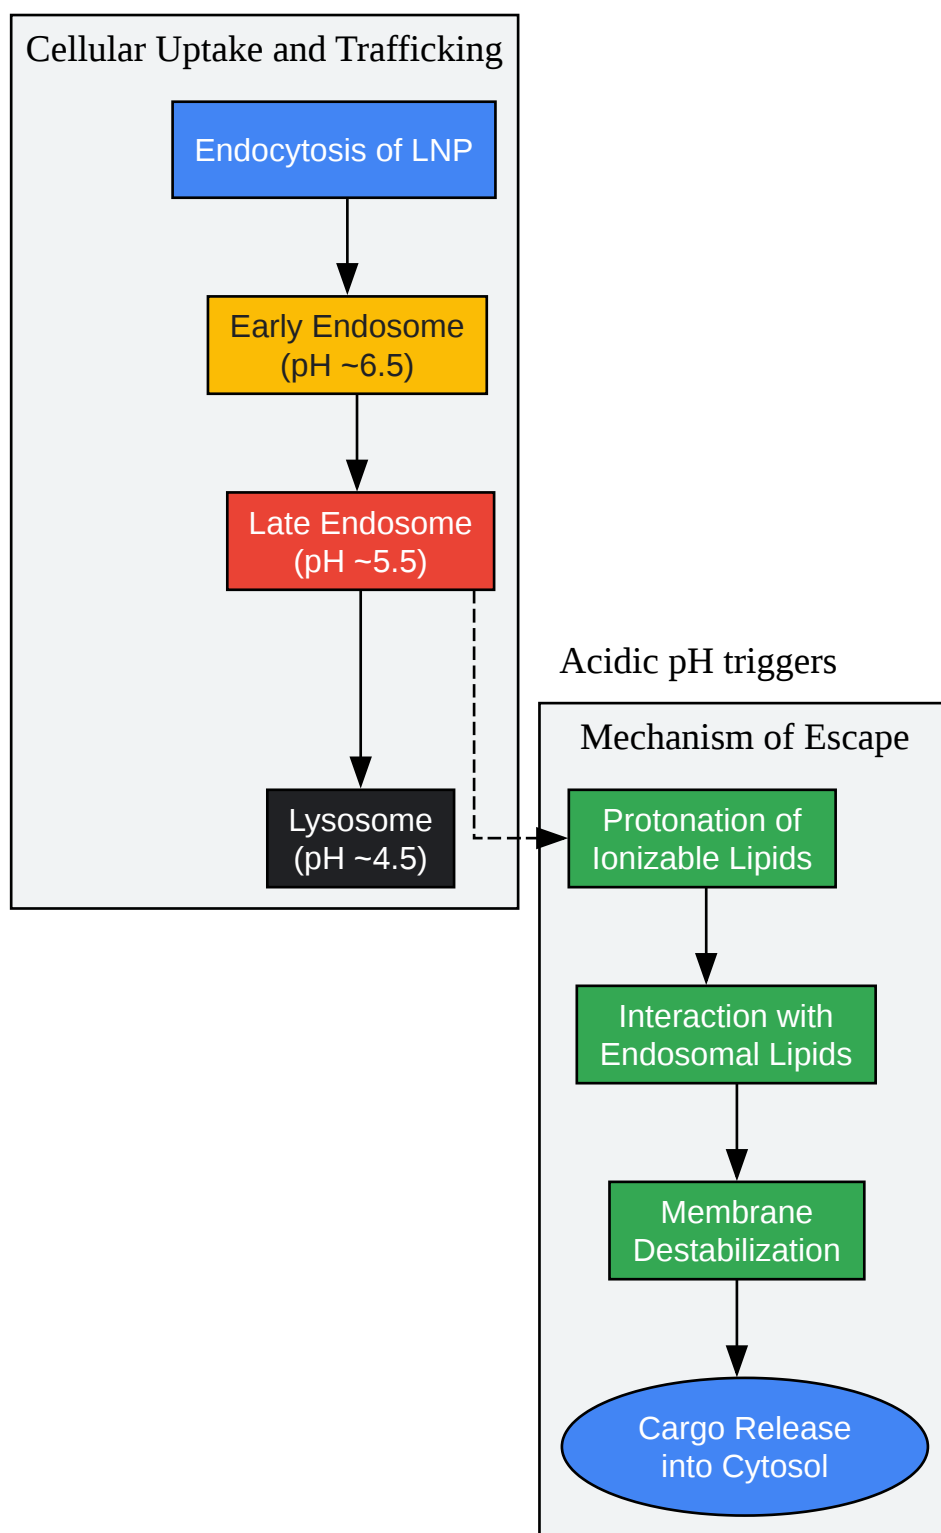 Cellular Uptake and Trafficking
Endocytosis of LNP
Early Endosome
(pH ~6.5)
Late Endosome
(pH ~5.5)
Lysosome
(pH ~4.5)
Acidic pH triggers
Mechanism of Escape
Protonation of
Ionizable Lipids
Interaction with
Endosomal Lipids
Membrane
Destabilization
Cargo Release
into Cytosol